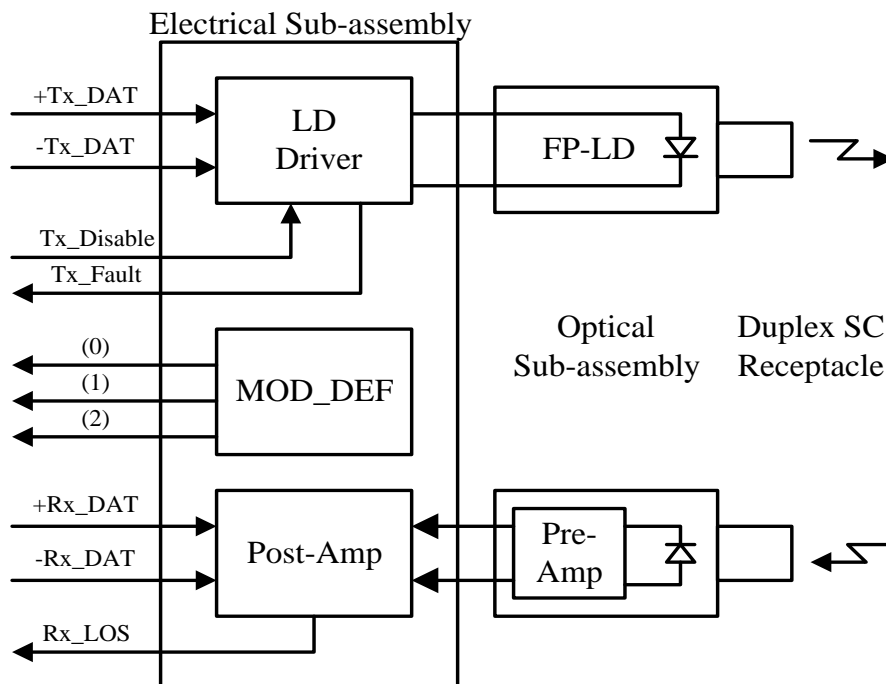 Electrical Sub-assembly
+Tx_DAT
-Tx_DAT
LD
Driver
FP-LD
Tx_Disable
Tx_Fault
(0)
(1)
(2)
MOD_DEF
Optical
Sub-assembly
Duplex SC
Receptacle
+Rx_DAT
-Rx_DAT
Post-Amp
Pre-
Amp
Rx_LOS